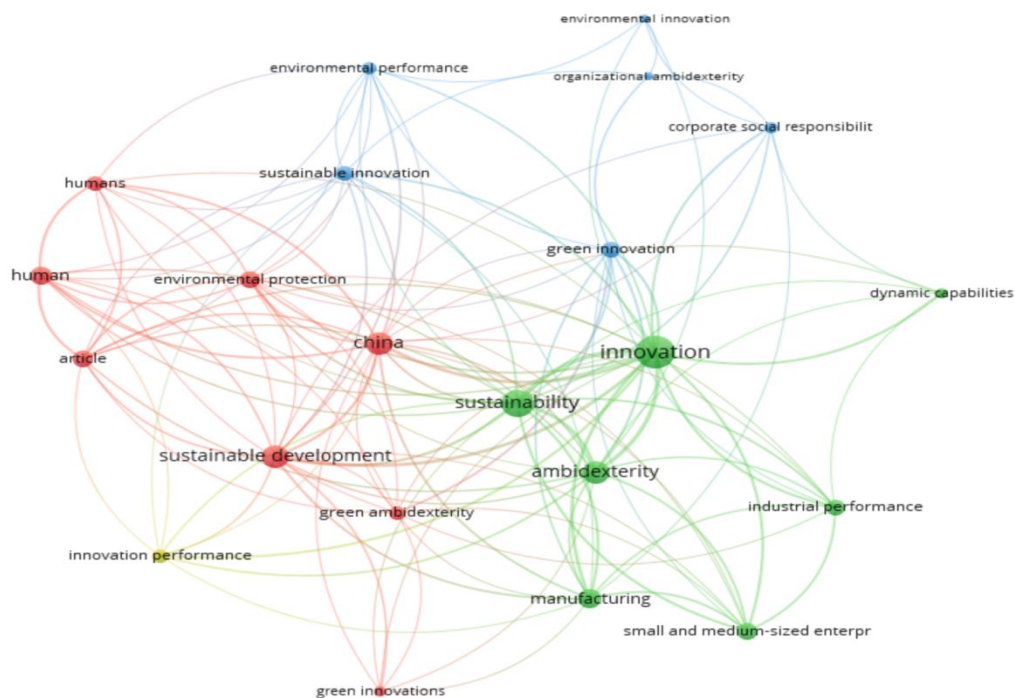 environmental innovation
environmental performance
organizational ambidexterity
corporate social responsibilit
sustainable innovation
humans
green innovation
human
environmental protection
dynamic capabilities
china
innovation
article
sustainability
sustainable development
ambidexterity
industrial performance
green ambidexterity
innovation performance
manufacturing
small and medium-sized enterpr
green innovations